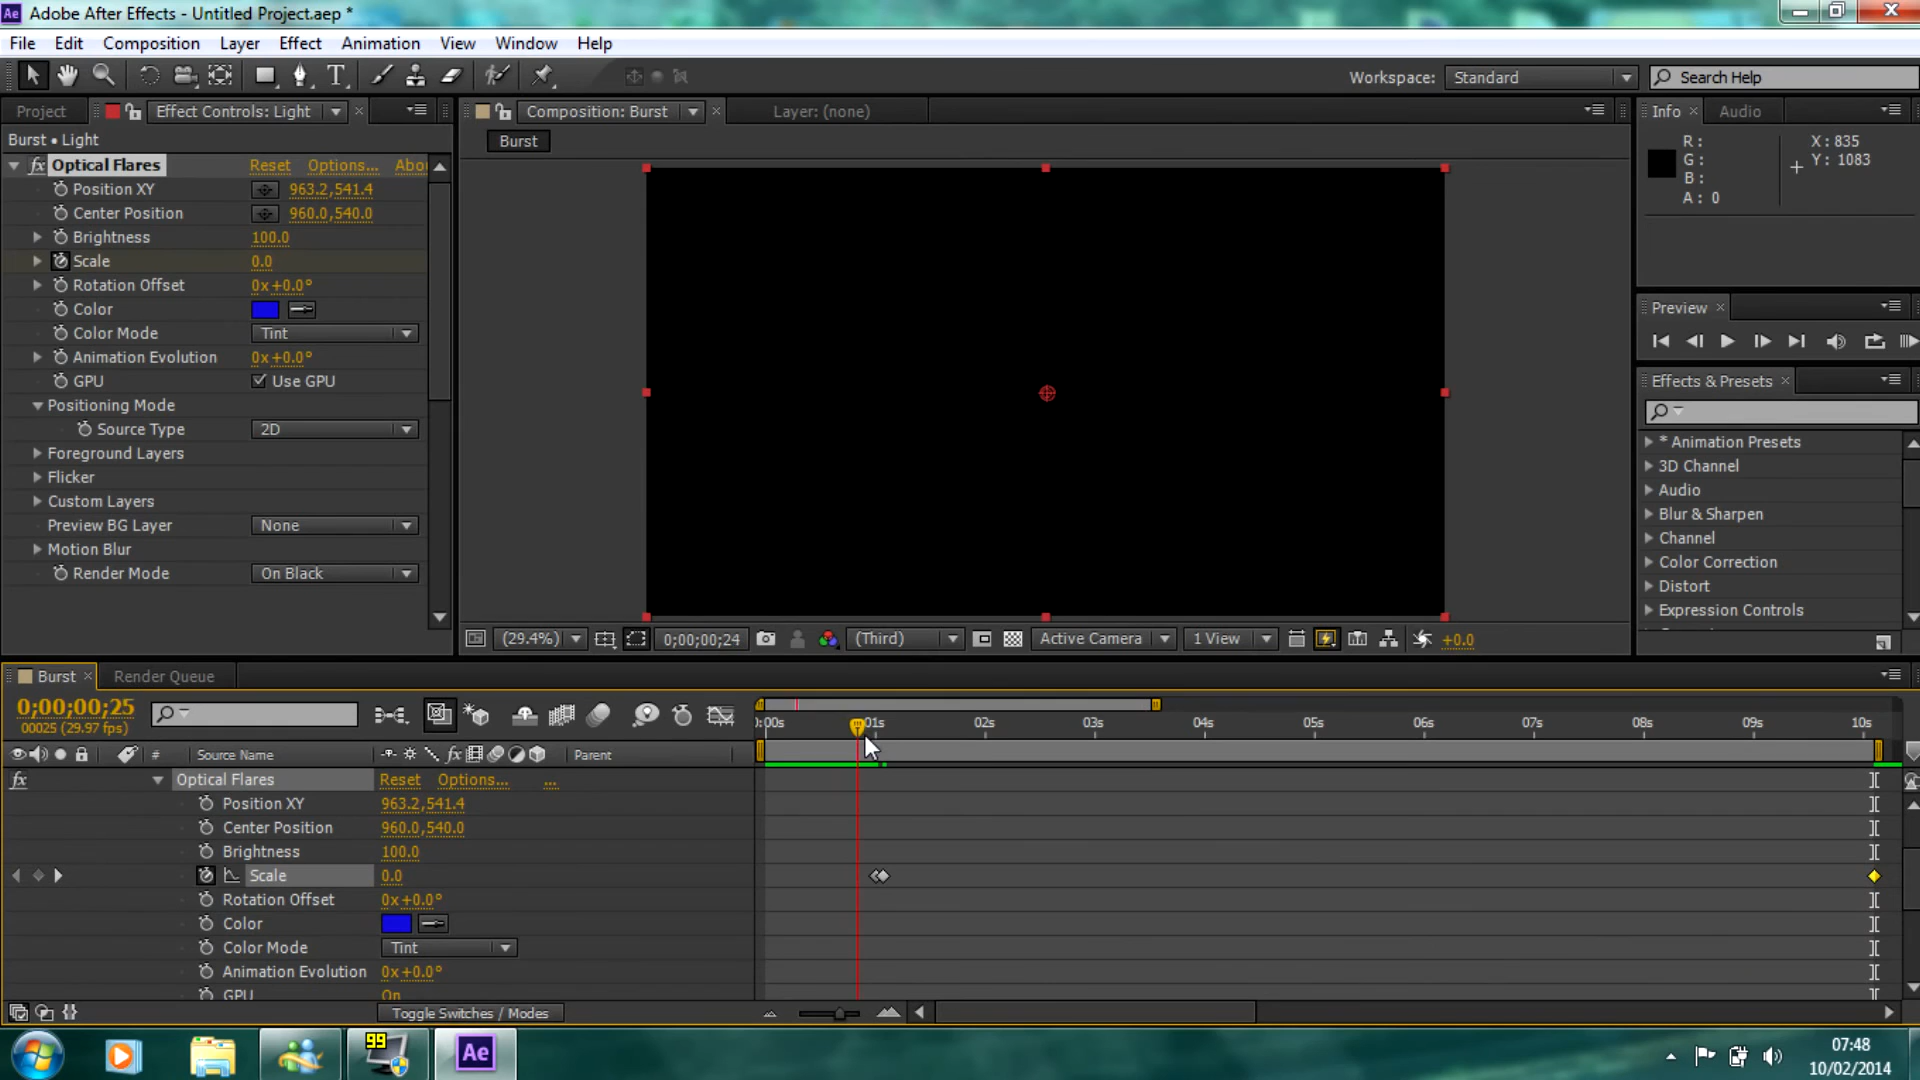 Adobe After Effects - Untitled Project.aep *
File Edit Composition Layer Effect Animation View Window Help
Workspace: Standard Search Help
Project Effect Controls: Light Composition: Burst Layer: (none) Info Audio
Burst • Light
Burst
R: G: B: A: 0
X: 835
Y: 1083
Optical Flares Reset Options... Abo
Position XY 963.2,541.4
Center Position 960.0,540.0
Brightness 100.0
Scale 0.0
Rotation Offset 0x+0.0°
Color
Color Mode Tint
Animation Evolution 0x+0.0°
GPU Use GPU
Positioning Mode
Source Type 2D
Foreground Layers
Flicker
Custom Layers
Preview BG Layer None
Motion Blur
Render Mode On Black
Preview
Effects & Presets
* Animation Presets
3D Channel
Audio
Blur & Sharpen
Channel
Color Correction
Distort
Expression Controls
(29.4%) 0;00;00;24 (Third) Active Camera 1 View +0.0
Burst Render Queue
0;00;00;25
00025 (29.97 fps)
):00s 01s 02s 03s 04s 05s 06s 07s 08s 09s 10s
# Source Name fx Parent
fx Optical Flares Reset Options... ...
Position XY 963.2,541.4
Center Position 960.0,540.0
Brightness 100.0
Scale 0.0
Rotation Offset 0x+0.0°
Color
Color Mode Tint
Animation Evolution 0x+0.0°
GPU On
Toggle Switches / Modes
99
Ae
07:48
10/02/2014